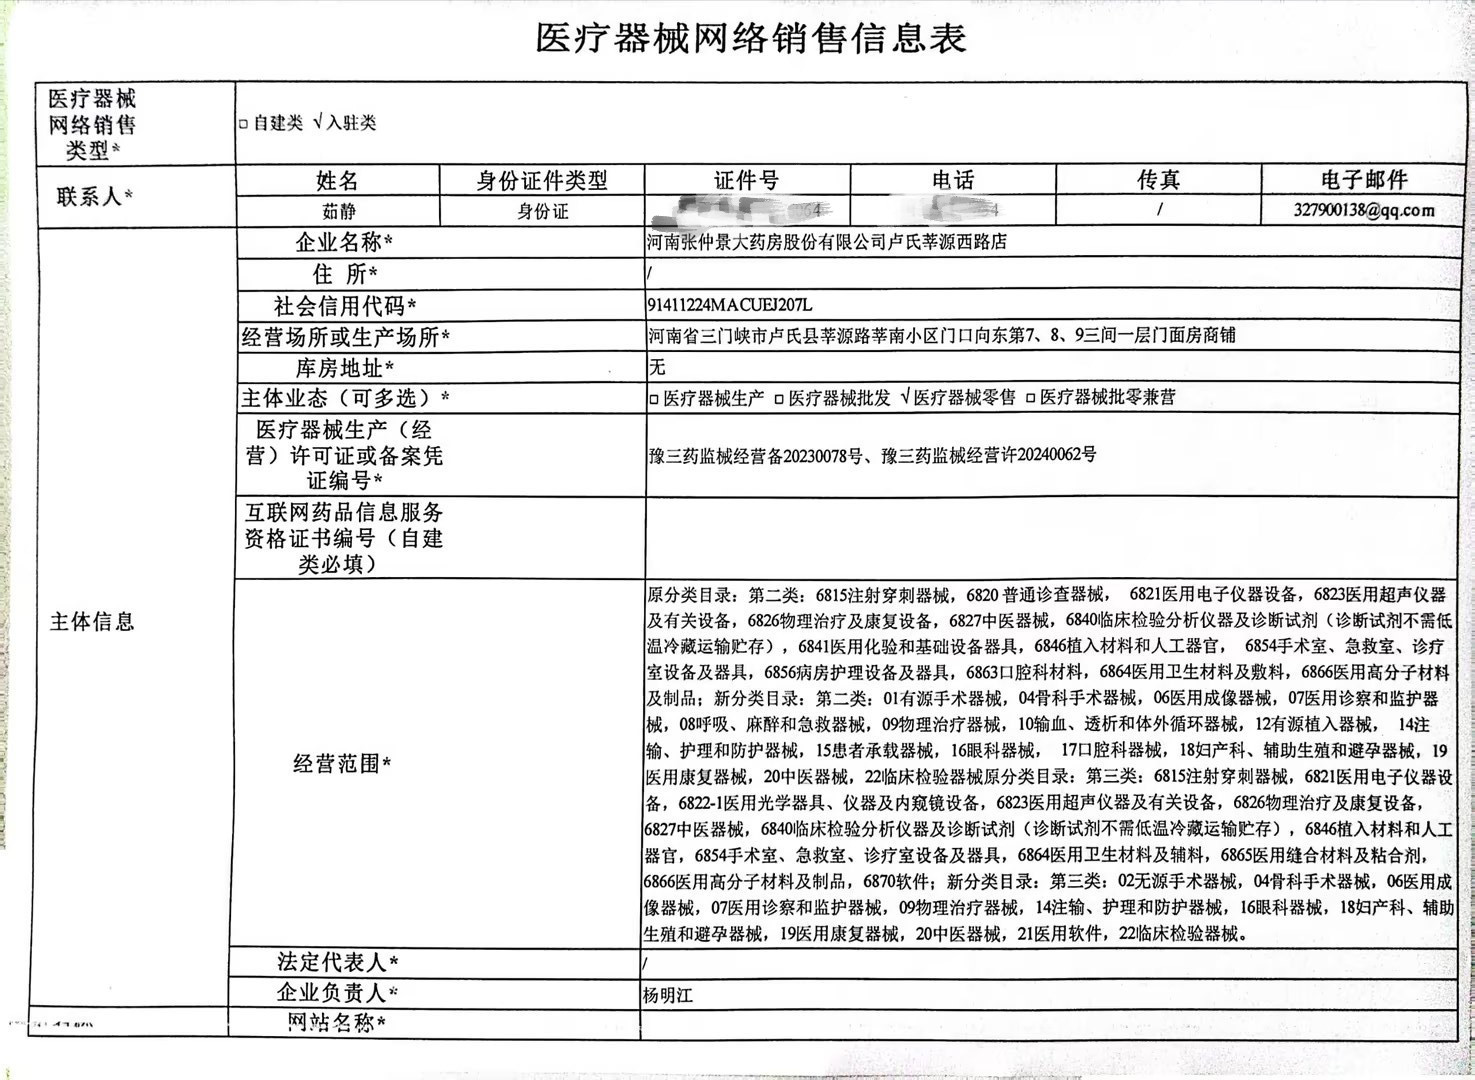 医疗器械网络销售信息表
医疗器械
网络销售
类型*
□ 自建类 √入驻类
联系人*
姓名
身份证件类型
证件号
电话
传真
电子邮件
茹静
身份证
/
327900138@qq.com
主体信息
企业名称*
河南张仲景大药房股份有限公司卢氏莘源西路店
住 所*
/
社会信用代码*
91411224MACUEJ207L
经营场所或生产场所*
河南省三门峡市卢氏县莘源路莘南小区门口向东第7、8、9三间一层门面房商铺
库房地址*
无
主体业态（可多选）*
□ 医疗器械生产 □ 医疗器械批发 √医疗器械零售 □ 医疗器械批零兼营
医疗器械生产（经
营）许可证或备案凭
证编号*
豫三药监械经营备20230078号、豫三药监械经营许20240062号
互联网药品信息服务
资格证书编号（自建
类必填）
经营范围*
原分类目录：第二类：6815注射穿刺器械，6820 普通诊查器械， 6821医用电子仪器设备，6823医用超声仪器
及有关设备，6826物理治疗及康复设备，6827中医器械，6840临床检验分析仪器及诊断试剂（诊断试剂不需低
温冷藏运输贮存），6841医用化验和基础设备器具，6846植入材料和人工器官， 6854手术室、急救室、诊疗
室设备及器具，6856病房护理设备及器具，6863口腔科材料，6864医用卫生材料及敷料，6866医用高分子材料
及制品；新分类目录：第二类：01有源手术器械，04骨科手术器械，06医用成像器械，07医用诊察和监护器
械，08呼吸、麻醉和急救器械，09物理治疗器械，10输血、透析和体外循环器械，12有源植入器械， 14注
输、护理和防护器械，15患者承载器械，16眼科器械， 17口腔科器械，18妇产科、辅助生殖和避孕器械，19
医用康复器械，20中医器械，22临床检验器械原分类目录：第三类：6815注射穿刺器械，6821医用电子仪器设
备，6822-1医用光学器具、仪器及内窥镜设备，6823医用超声仪器及有关设备，6826物理治疗及康复设备，
6827中医器械，6840临床检验分析仪器及诊断试剂（诊断试剂不需低温冷藏运输贮存），6846植入材料和人工
器官，6854手术室、急救室、诊疗室设备及器具，6864医用卫生材料及辅料，6865医用缝合材料及粘合剂，
6866医用高分子材料及制品，6870软件；新分类目录：第三类：02无源手术器械，04骨科手术器械，06医用成
像器械，07医用诊察和监护器械，09物理治疗器械，14注输、护理和防护器械，16眼科器械，18妇产科、辅助
生殖和避孕器械，19医用康复器械，20中医器械，21医用软件，22临床检验器械。
法定代表人*
/
企业负责人*
杨明江
网站名称*